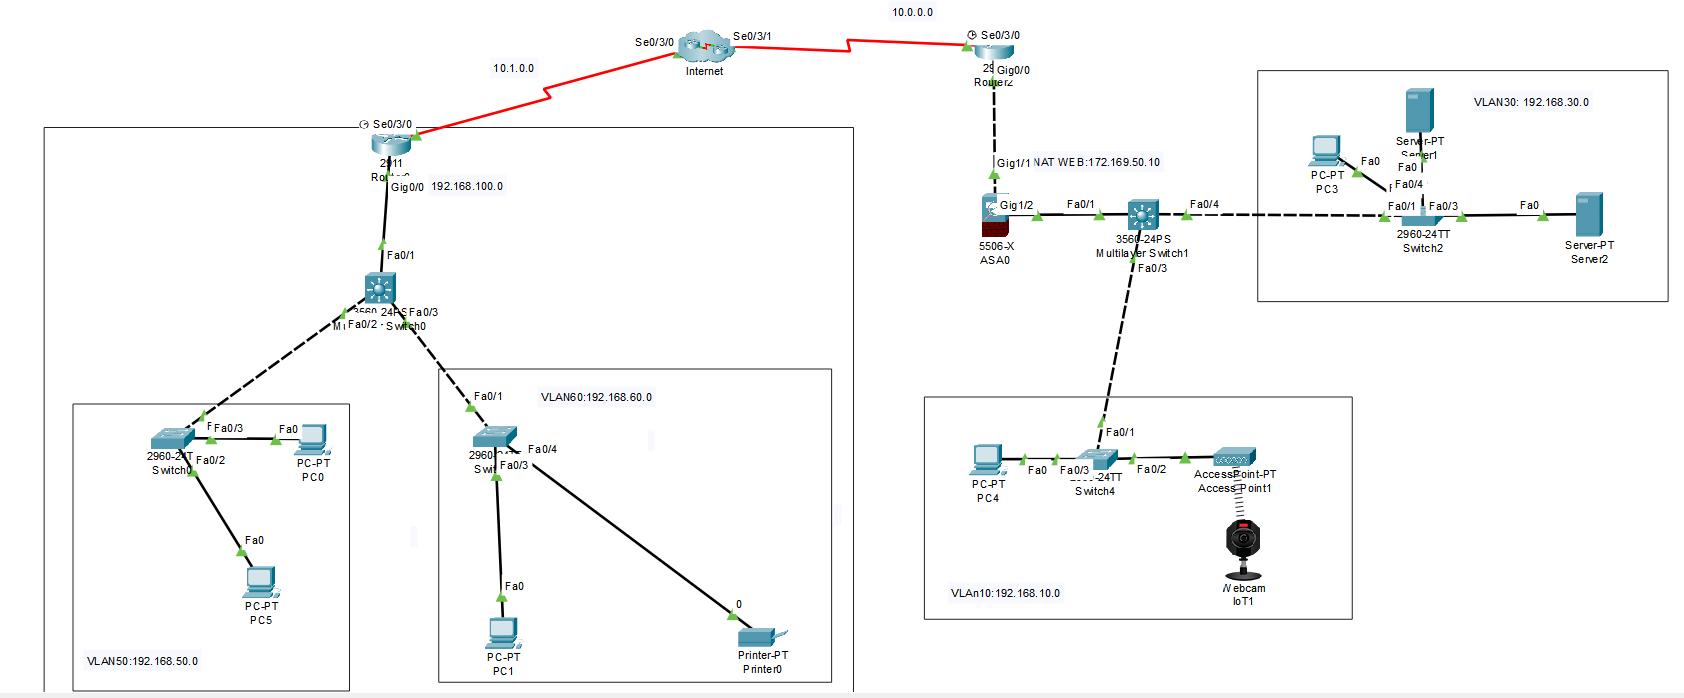 10.0.0.0
Se0/3/0
Se0/3/1
Internet
Se0/3/0
Gig0/0
Router2
10.1.0.0
Se0/3/0
2911
Gig0/0
192.168.100.0
Fa0/1
Fa0/2
Fa0/3
Gig1/1
NAT WEB:172.169.50.10
Gig1/2
5506-X
ASA0
Fa0/1
Fa0/4
3560-24PS
Multilayer Switch1
Fa0/3
VLAN30: 192.168.30.0
Server-PT
Server1
Fa0
Fa0/4
PC-PT
PC3
Fa0
Fa0/1
Fa0/3
2960-24TT
Switch2
Fa0
Server-PT
Server2
Fa0/3
Fa0
PC-PT
PC0
Switch0
Fa0/2
Fa0
PC-PT
PC5
VLAN50:192.168.50.0
Fa0/1
VLAN60:192.168.60.0
Fa0/4
Fa0/3
Fa0
PC-PT
PC1
0
Printer-PT
Printer0
Fa0/1
PC-PT
PC4
Fa0
Fa0/3
Fa0/2
Switch4
AccessPoint-PT
Access Point1
Webcam
IoT1
VLAn10:192.168.10.0